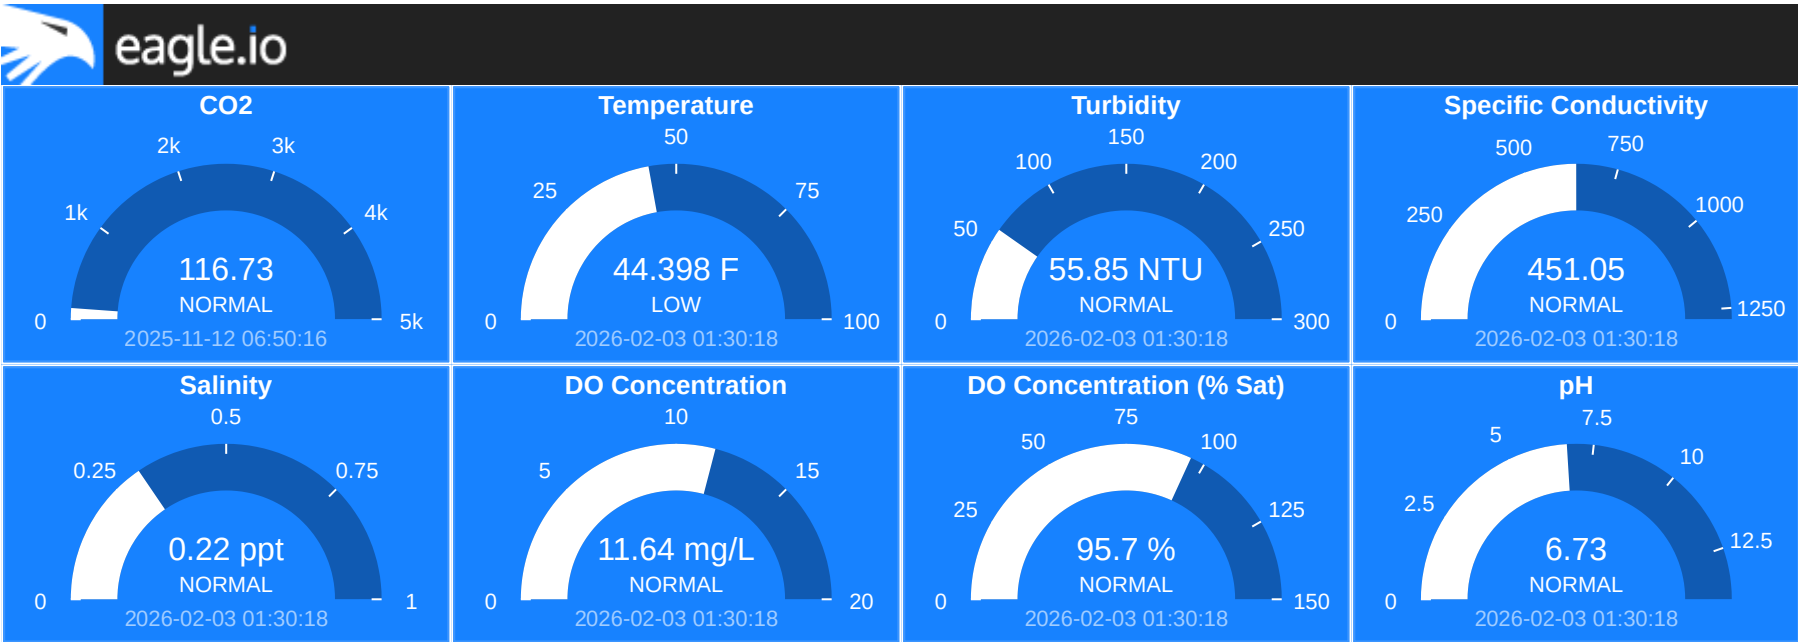 eagle.io
CO2
0
1k
2k
3k
4k
5k
116.73
NORMAL
2025-11-12 06:50:16
Temperature
0
25
50
75
100
44.398 F
LOW
2026-02-03 01:30:18
Turbidity
0
50
100
150
200
250
300
55.85 NTU
NORMAL
2026-02-03 01:30:18
Specific Conductivity
0
250
500
750
1000
1250
451.05
NORMAL
2026-02-03 01:30:18
Salinity
0
0.25
0.5
0.75
1
0.22 ppt
NORMAL
2026-02-03 01:30:18
DO Concentration
0
5
10
15
20
11.64 mg/L
NORMAL
2026-02-03 01:30:18
DO Concentration (% Sat)
0
25
50
75
100
125
150
95.7 %
NORMAL
2026-02-03 01:30:18
pH
0
2.5
5
7.5
10
12.5
6.73
NORMAL
2026-02-03 01:30:18